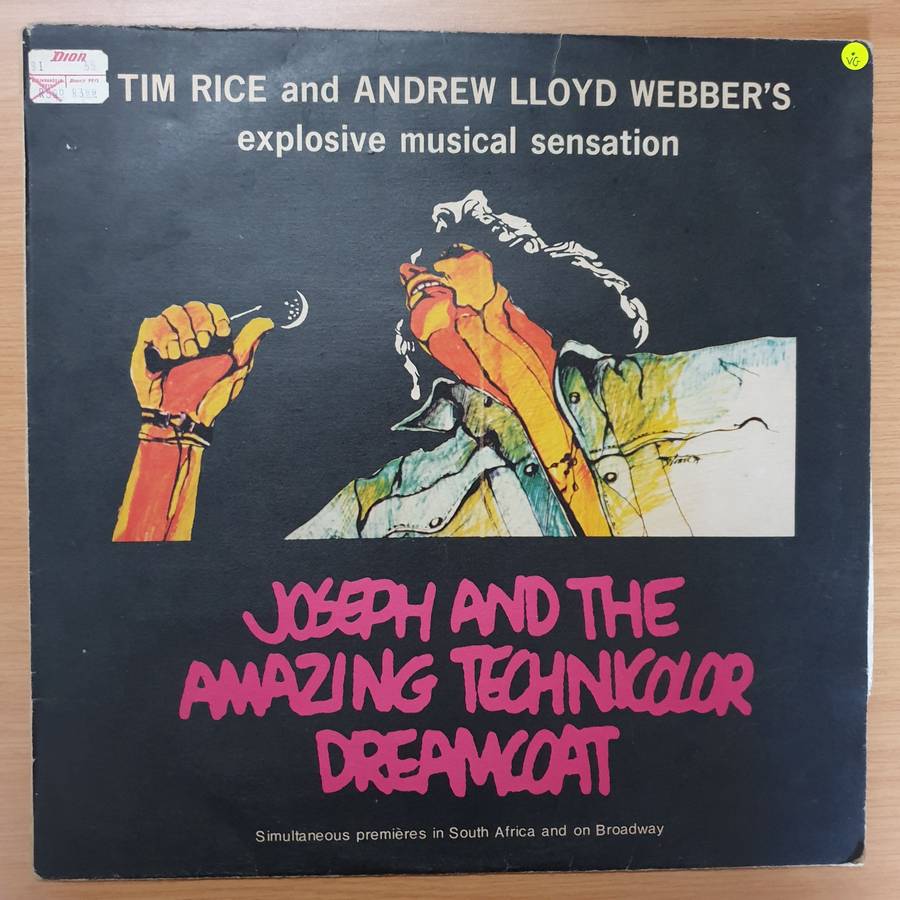 Dion
TIM RICE and ANDREW LLOYD WEBBER'S
explosive musical sensation
VG
JOSEPH AND THE
AMAZING TECHNICOLOR
DREAMCOAT
Simultaneous premières in South Africa and on Broadway